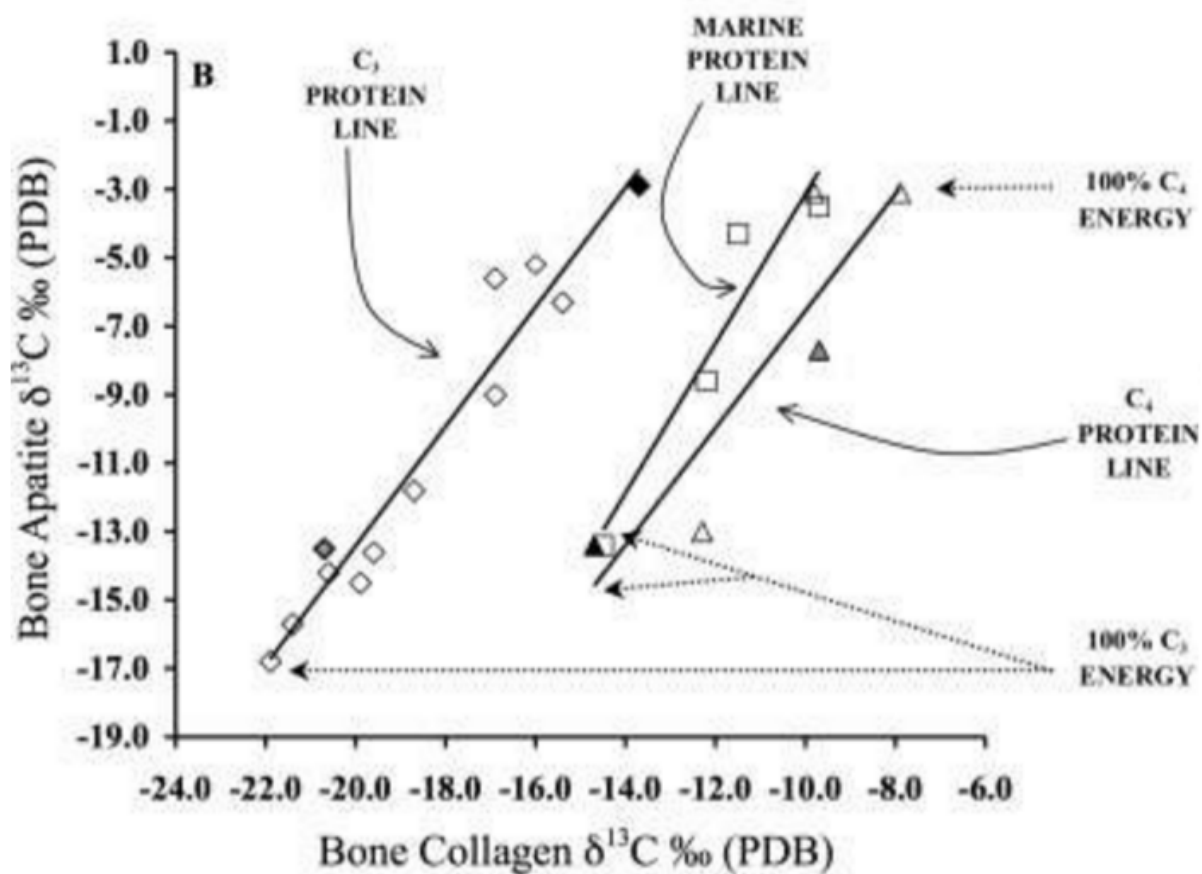 B
C₃
PROTEIN
LINE
MARINE
PROTEIN
LINE
100% C₄
ENERGY
C₄
PROTEIN
LINE
100% C₃
ENERGY
1.0
-1.0
-3.0
-5.0
-7.0
-9.0
-11.0
-13.0
-15.0
-17.0
-19.0
-24.0 -22.0 -20.0 -18.0 -16.0 -14.0 -12.0 -10.0 -8.0 -6.0
Bone Apatite δ¹³C ‰ (PDB)
Bone Collagen δ¹³C ‰ (PDB)